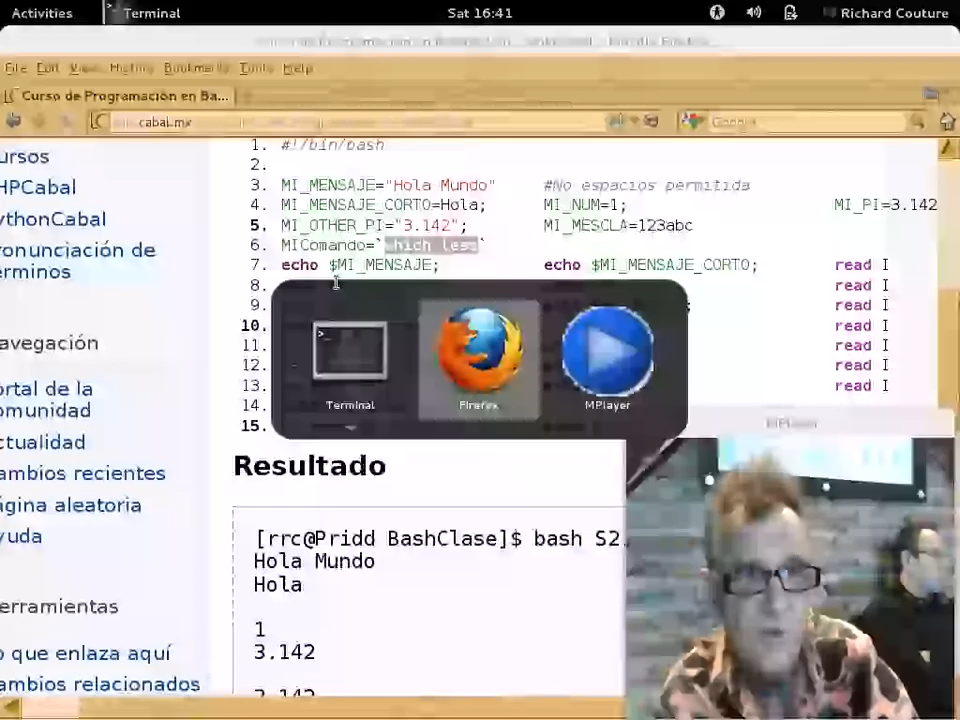 Activities Terminal Sat 16:41 Richard Couture
File Edit View History Bookmarks Tools Help
Curso de Programación en Ba...
cabal.mx Google
ursos
HPCabal
ythonCabal
ronunciación de
érminos
avegación
ortal de la
omunidad
ctualidad
ambios recientes
ágina aleatoria
yuda
erramientas
o que enlaza aquí
ambios relacionados
1. #!/bin/bash
2.
3. MI_MENSAJE="Hola Mundo" #No espacios permitida
4. MI_MENSAJE_CORTO=Hola; MI_NUM=1; MI_PI=3.142
5. MI_OTHER_PI="3.142"; MI_MESCLA=123abc
6. MIComando=`which less`
7. echo $MI_MENSAJE; echo $MI_MENSAJE_CORTO; read I
8. read I
9. ; read I
10. read I
11. read I
12. read I
13. read I
14.
15.
Terminal Firefox MPlayer
MPlayer
Resultado
[rrc@Pridd BashClase]$ bash S2.
Hola Mundo
Hola
1
3.142
3.142